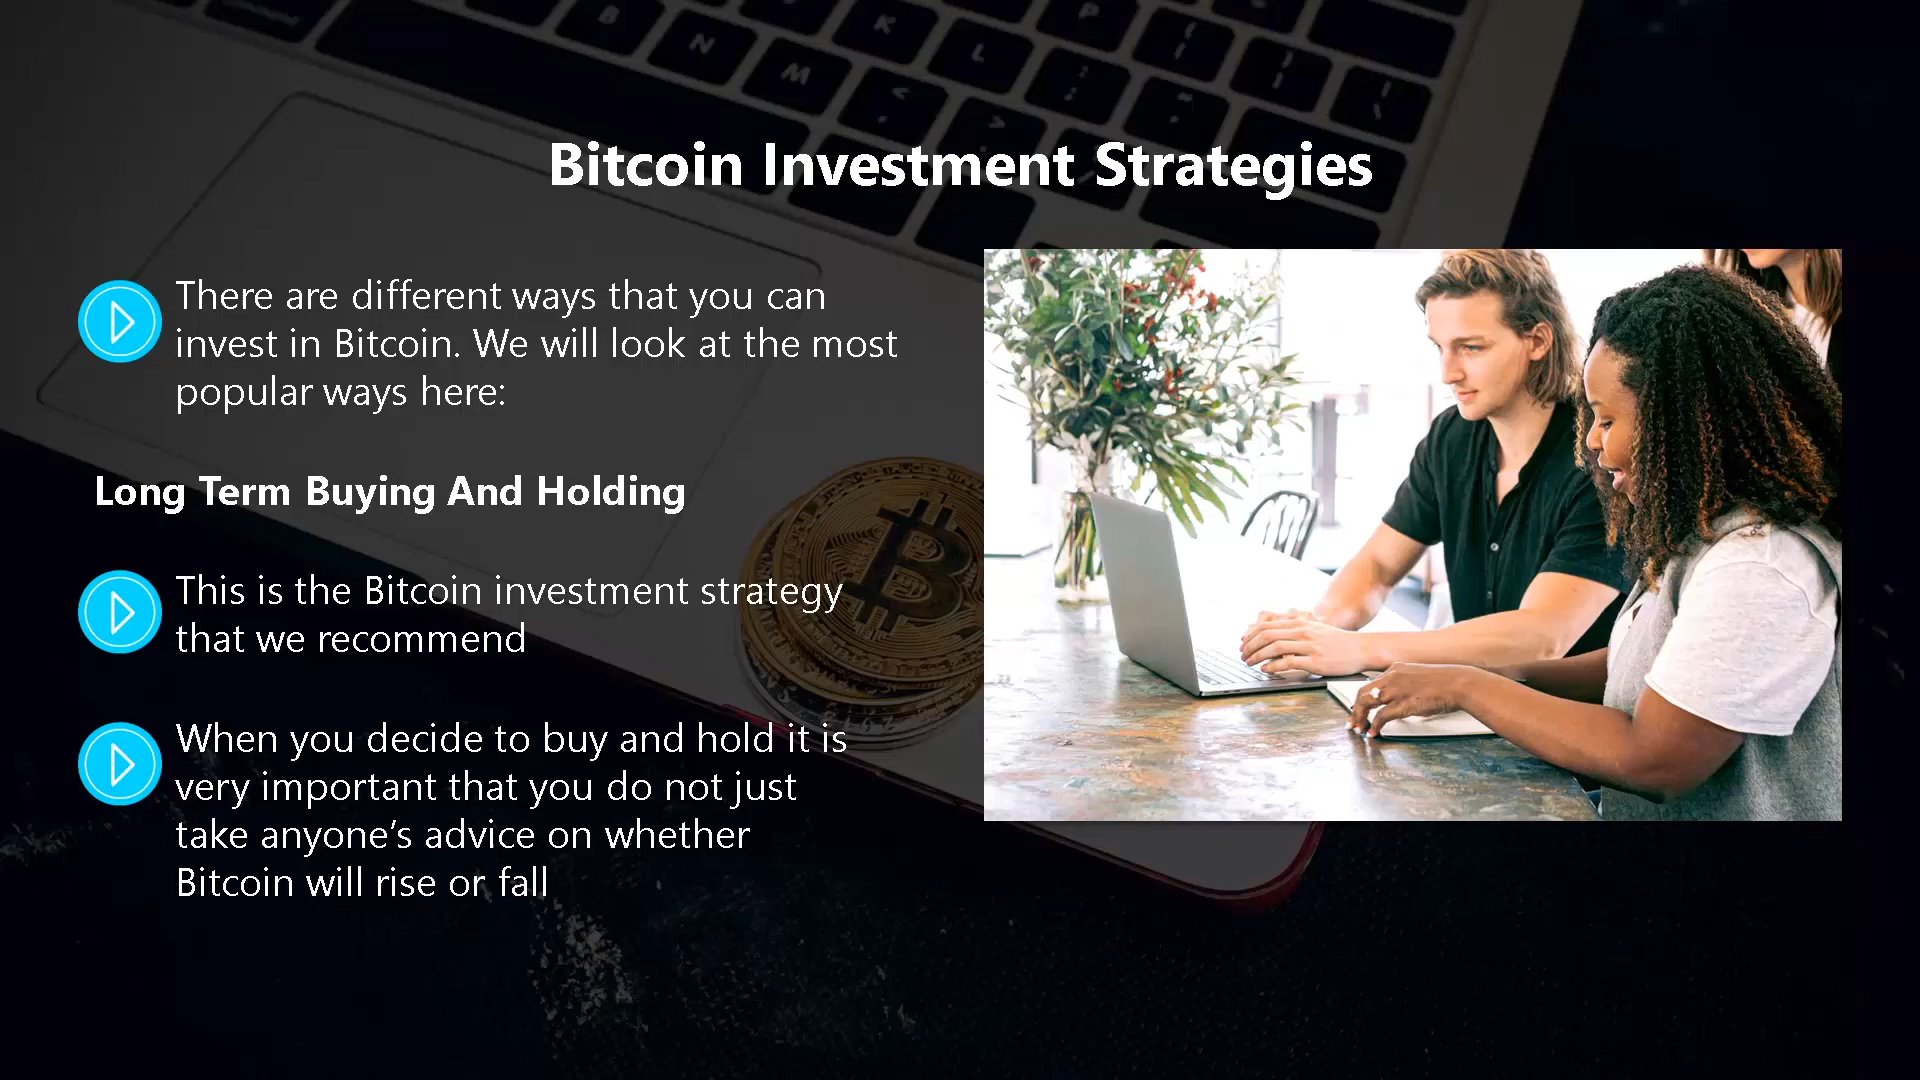 Bitcoin Investment Strategies
There are different ways that you can
invest in Bitcoin. We will look at the most
popular ways here:
Long Term Buying And Holding
This is the Bitcoin investment strategy
that we recommend
When you decide to buy and hold it is
very important that you do not just
take anyone’s advice on whether
Bitcoin will rise or fall